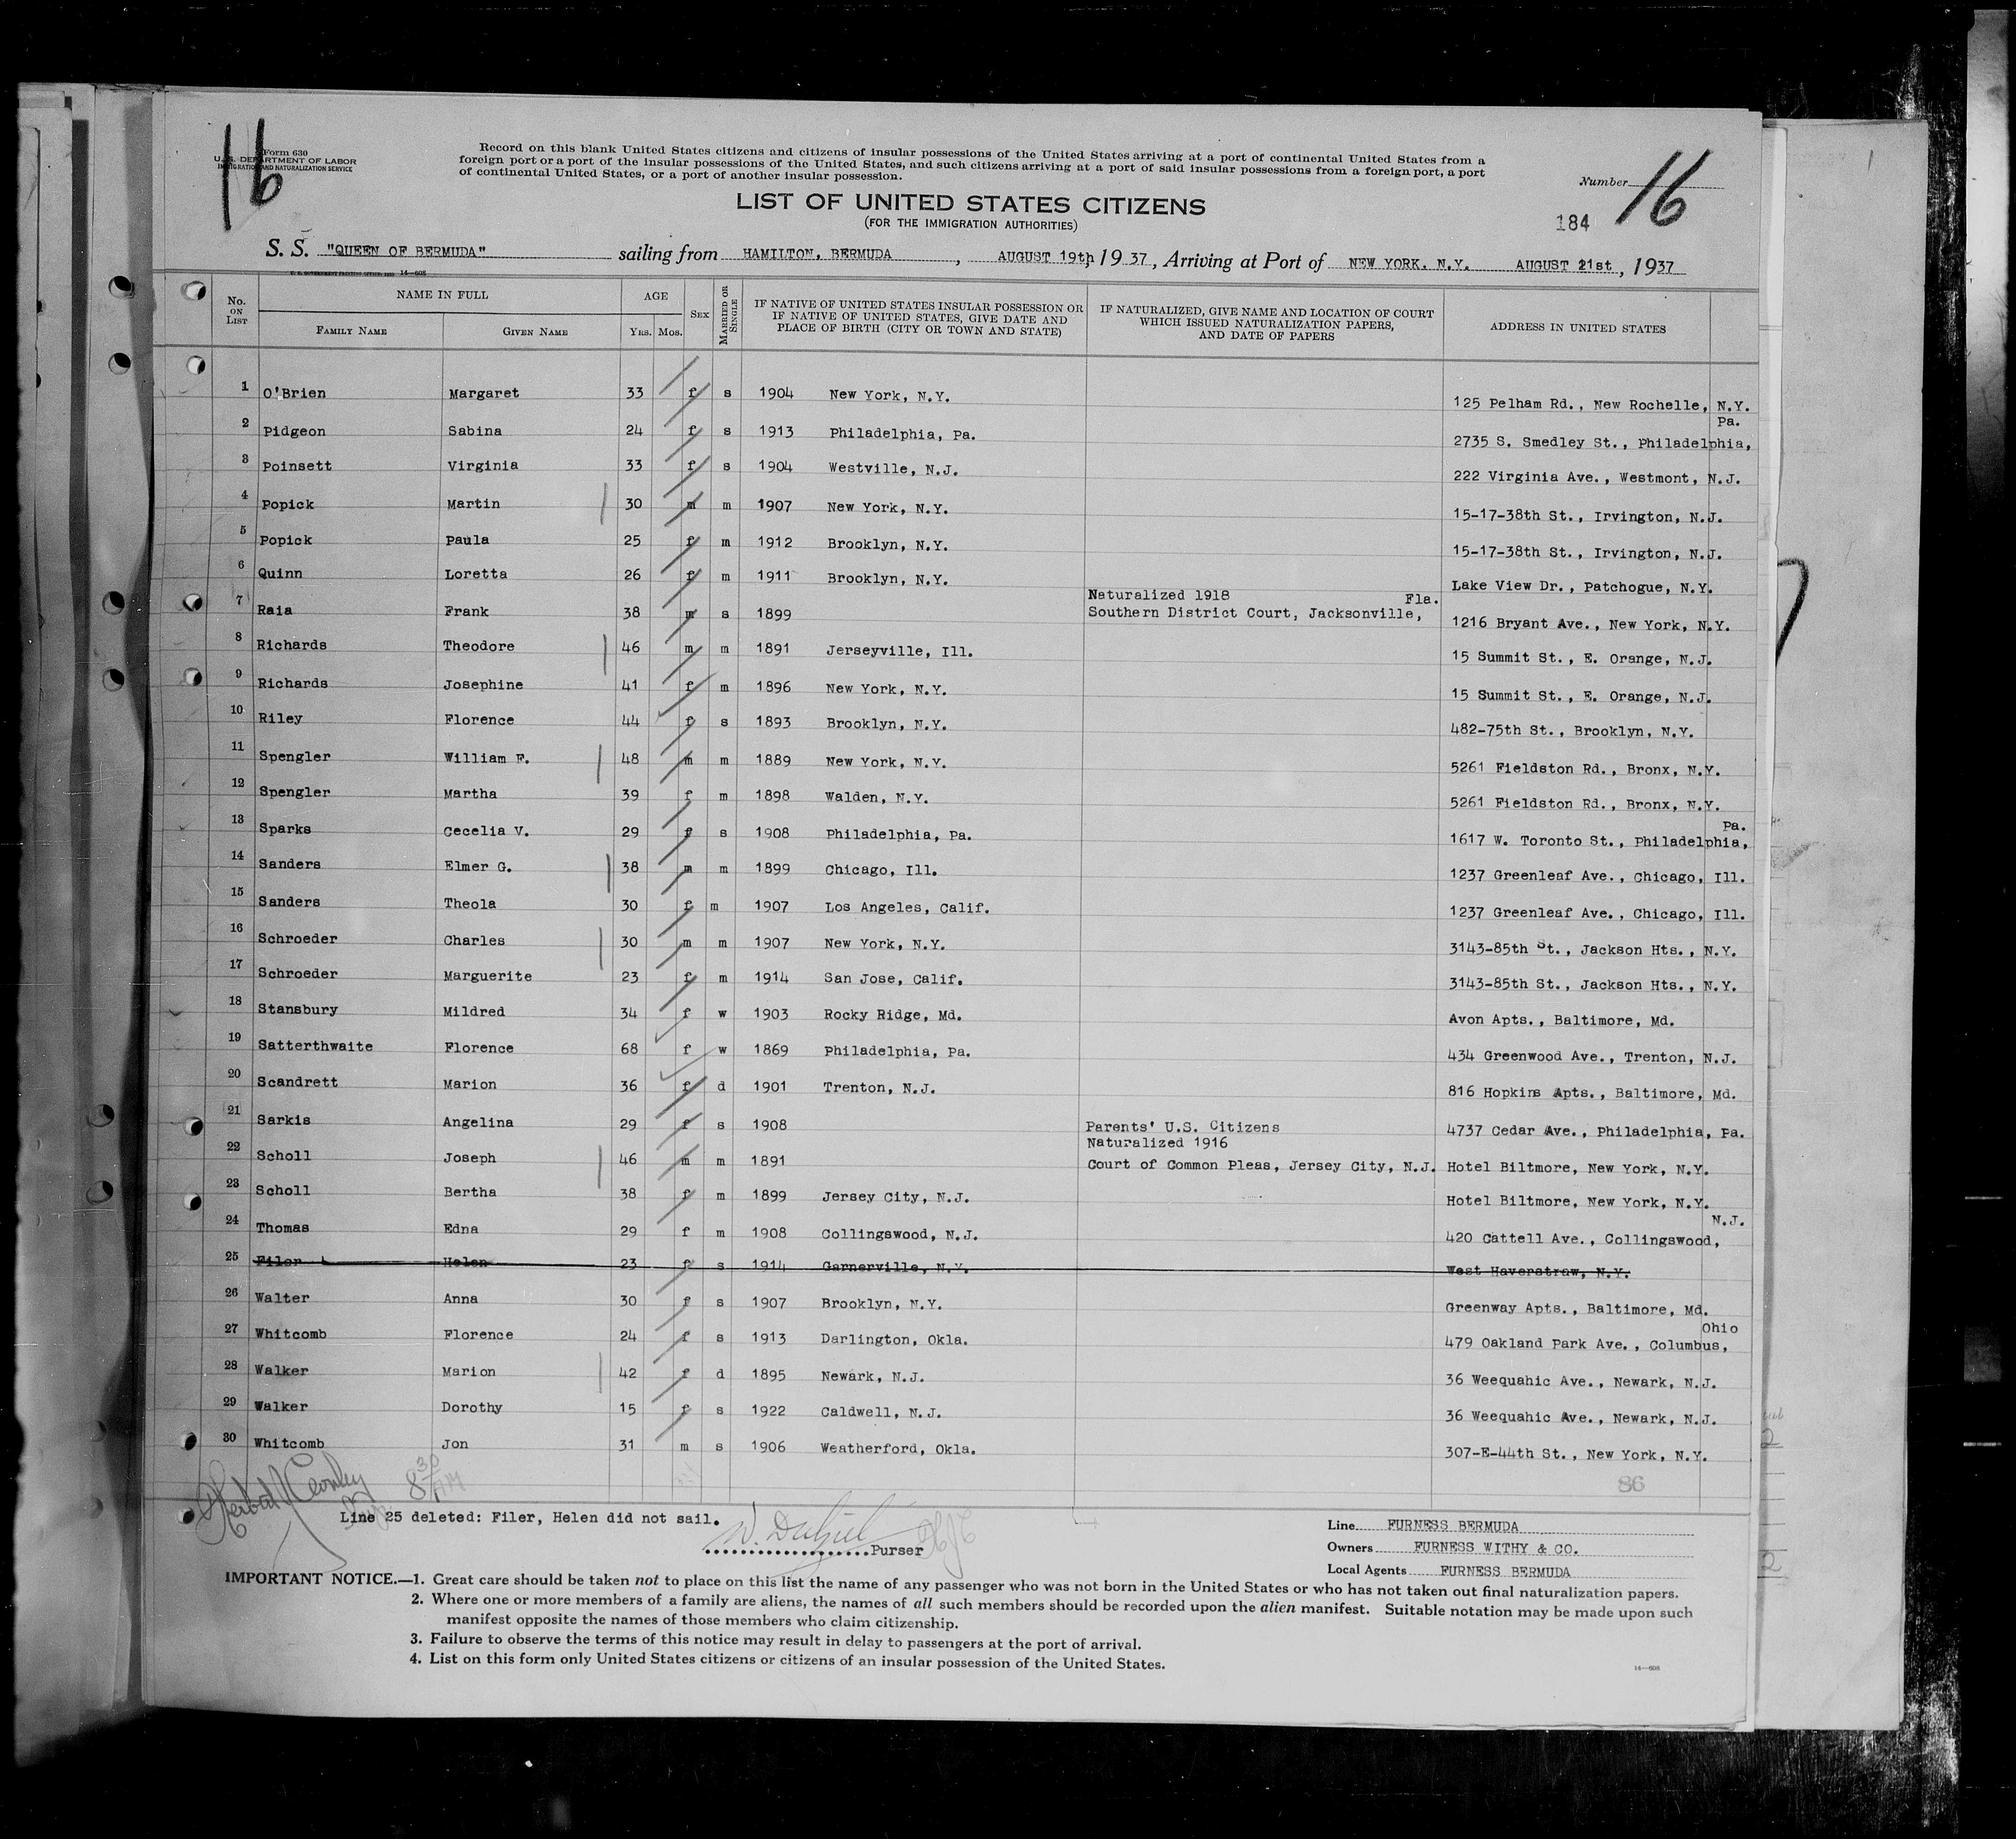 16
Form 630
U. S. DEPARTMENT OF LABOR
IMMIGRATION AND NATURALIZATION SERVICE
Record on this blank United States citizens and citizens of insular possessions of the United States arriving at a port of continental United States from a
foreign port or a port of the insular possessions of the United States, and such citizens arriving at a port of said insular possessions from a foreign port, a port
of continental United States, or a port of another insular possession.
Number 16
LIST OF UNITED STATES CITIZENS
(FOR THE IMMIGRATION AUTHORITIES)
184
S. S. "QUEEN OF BERMUDA" sailing from HAMILTON, BERMUDA, AUGUST 19th, 1937, Arriving at Port of NEW YORK. N.Y. AUGUST 21st, 1937
U. S. GOVERNMENT PRINTING OFFICE 14—608
No. ON LIST NAME IN FULL FAMILY NAME GIVEN NAME AGE YRS. MOS. SEX MARRIED OR SINGLE IF NATIVE OF UNITED STATES INSULAR POSSESSION OR IF NATIVE OF UNITED STATES, GIVE DATE AND PLACE OF BIRTH (CITY OR TOWN AND STATE) IF NATURALIZED, GIVE NAME AND LOCATION OF COURT WHICH ISSUED NATURALIZATION PAPERS, AND DATE OF PAPERS ADDRESS IN UNITED STATES
1 O'Brien Margaret 33 f s 1904 New York, N.Y. 125 Pelham Rd., New Rochelle, N.Y.
2 Pidgeon Sabina 24 f s 1913 Philadelphia, Pa. 2735 S. Smedley St., Philadelphia, Pa.
3 Poinsett Virginia 33 f s 1904 Westville, N.J. 222 Virginia Ave., Westmont, N.J.
4 Popick Martin 30 m m 1907 New York, N.Y. 15-17-38th St., Irvington, N.J.
5 Popick Paula 25 f m 1912 Brooklyn, N.Y. 15-17-38th St., Irvington, N.J.
6 Quinn Loretta 26 f m 1911 Brooklyn, N.Y. Lake View Dr., Patchogue, N.Y.
7 Raia Frank 38 m s 1899 Naturalized 1918 Southern District Court, Jacksonville, Fla. 1216 Bryant Ave., New York, N.Y.
8 Richards Theodore 46 m m 1891 Jerseyville, Ill. 15 Summit St., E. Orange, N.J.
9 Richards Josephine 41 f m 1896 New York, N.Y. 15 Summit St., E. Orange, N.J.
10 Riley Florence 44 f s 1893 Brooklyn, N.Y. 482-75th St., Brooklyn, N.Y.
11 Spengler William F. 48 m m 1889 New York, N.Y. 5261 Fieldston Rd., Bronx, N.Y.
12 Spengler Martha 39 f m 1898 Walden, N.Y. 5261 Fieldston Rd., Bronx, N.Y.
13 Sparks Cecelia V. 29 f s 1908 Philadelphia, Pa. 1617 W. Toronto St., Philadelphia, Pa.
14 Sanders Elmer G. 38 m m 1899 Chicago, Ill. 1237 Greenleaf Ave., Chicago, Ill.
15 Sanders Theola 30 f m 1907 Los Angeles, Calif. 1237 Greenleaf Ave., Chicago, Ill.
16 Schroeder Charles 30 m m 1907 New York, N.Y. 3143-85th St., Jackson Hts., N.Y.
17 Schroeder Marguerite 23 f m 1914 San Jose, Calif. 3143-85th St., Jackson Hts., N.Y.
18 Stansbury Mildred 34 f w 1903 Rocky Ridge, Md. Avon Apts., Baltimore, Md.
19 Satterthwaite Florence 68 f w 1869 Philadelphia, Pa. 434 Greenwood Ave., Trenton, N.J.
20 Scandrett Marion 36 f d 1901 Trenton, N.J. 816 Hopkins Apts., Baltimore, Md.
21 Sarkis Angelina 29 f s 1908 Parents' U.S. Citizens 4737 Cedar Ave., Philadelphia, Pa.
22 Scholl Joseph 46 m m 1891 Naturalized 1916 Court of Common Pleas, Jersey City, N.J. Hotel Biltmore, New York, N.Y.
23 Scholl Bertha 38 f m 1899 Jersey City, N.J. Hotel Biltmore, New York, N.Y.
24 Thomas Edna 29 f m 1908 Collingswood, N.J. 420 Cattell Ave., Collingswood, N.J.
25 Filer Helen 23 f s 1914 Garnerville, N.Y. West Haverstraw, N.Y.
26 Walter Anna 30 f s 1907 Brooklyn, N.Y. Greenway Apts., Baltimore, Md.
27 Whitcomb Florence 24 f s 1913 Darlington, Okla. 479 Oakland Park Ave., Columbus, Ohio
28 Walker Marion 42 f d 1895 Newark, N.J. 36 Weequahic Ave., Newark, N.J.
29 Walker Dorothy 15 f s 1922 Caldwell, N.J. 36 Weequahic Ave., Newark, N.J.
30 Whitcomb Jon 31 m s 1906 Weatherford, Okla. 307-E-44th St., New York, N.Y.
8 30 AM
86
Line 25 deleted: Filer, Helen did not sail.
Purser
Line FURNESS BERMUDA
Owners FURNESS WITHY & CO.
Local Agents FURNESS BERMUDA
IMPORTANT NOTICE.—1. Great care should be taken not to place on this list the name of any passenger who was not born in the United States or who has not taken out final naturalization papers.
2. Where one or more members of a family are aliens, the names of all such members should be recorded upon the alien manifest. Suitable notation may be made upon such
manifest opposite the names of those members who claim citizenship.
3. Failure to observe the terms of this notice may result in delay to passengers at the port of arrival.
4. List on this form only United States citizens or citizens of an insular possession of the United States.
14—608